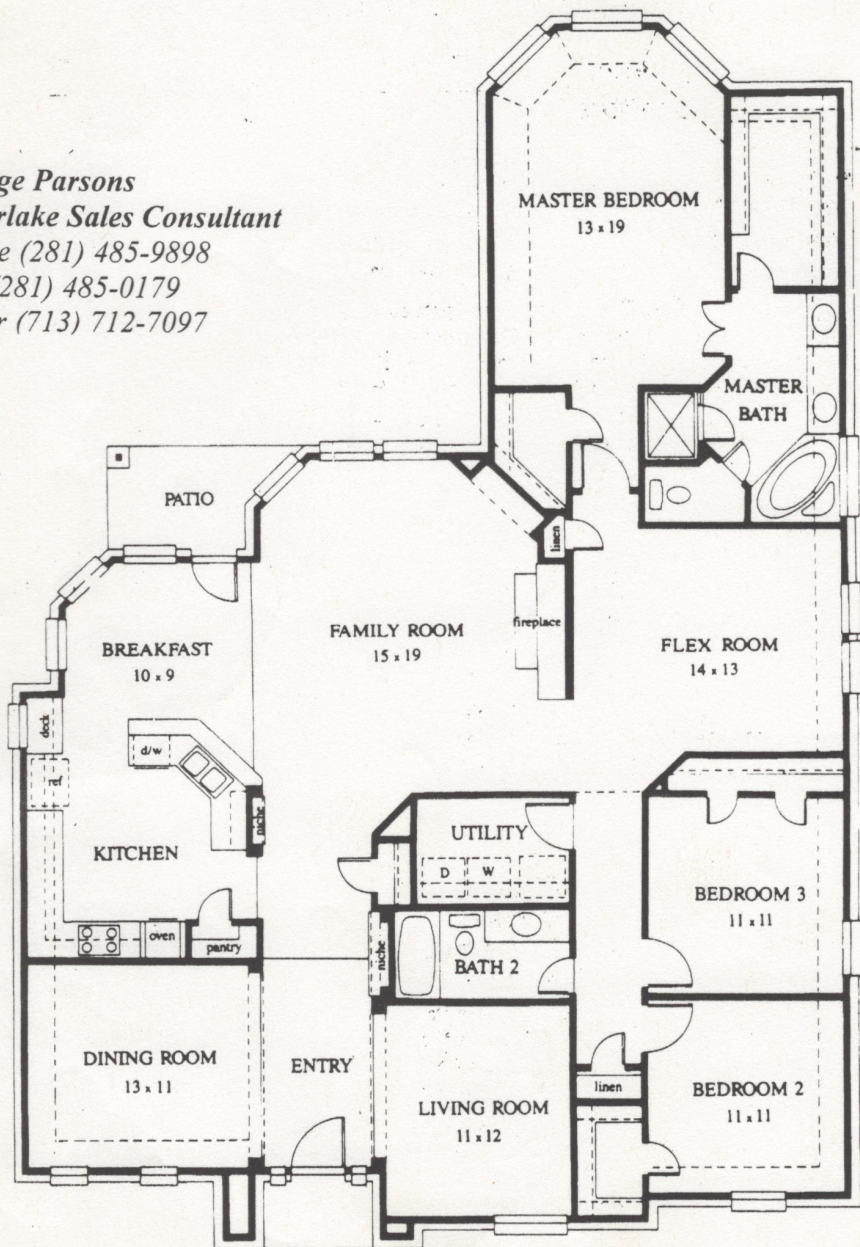 ge Parsons
rlake Sales Consultant
e (281) 485-9898
281) 485-0179
r (713) 712-7097
MASTER BEDROOM
13 x 19
MASTER
BATH
PATIO
linen
fireplace
FAMILY ROOM
15 x 19
BREAKFAST
10 x 9
FLEX ROOM
14 x 13
desk
d/w
ref.
niche
KITCHEN
UTILITY
D W
oven
pantry
niche
BATH 2
BEDROOM 3
11 x 11
DINING ROOM
13 x 11
ENTRY
LIVING ROOM
11 x 12
linen
BEDROOM 2
11 x 11